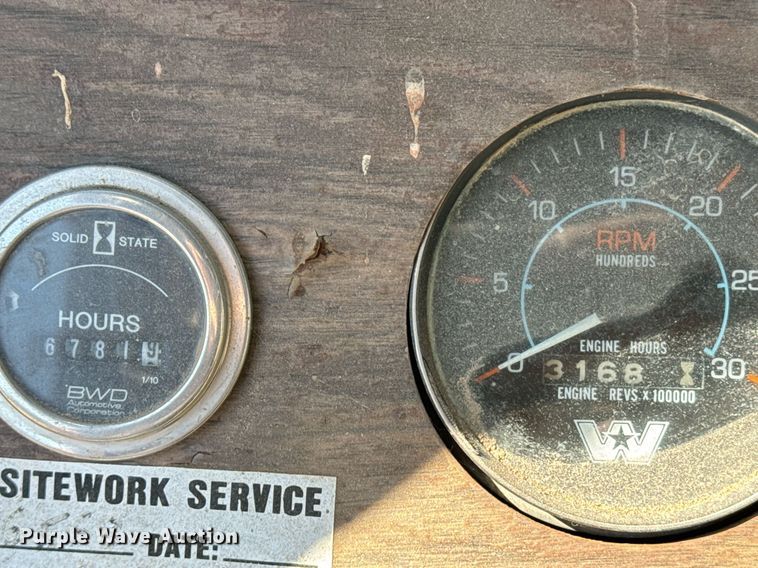 SOLID STATE
HOURS
6781
1/10
BWD
Automotive
Corporation
SITEWORK SERVICE
DATE:
Purple Wave Auction
0 5 10 15 20 25 30
RPM
HUNDREDS
ENGINE HOURS
3168
ENGINE REVS X 100000
W